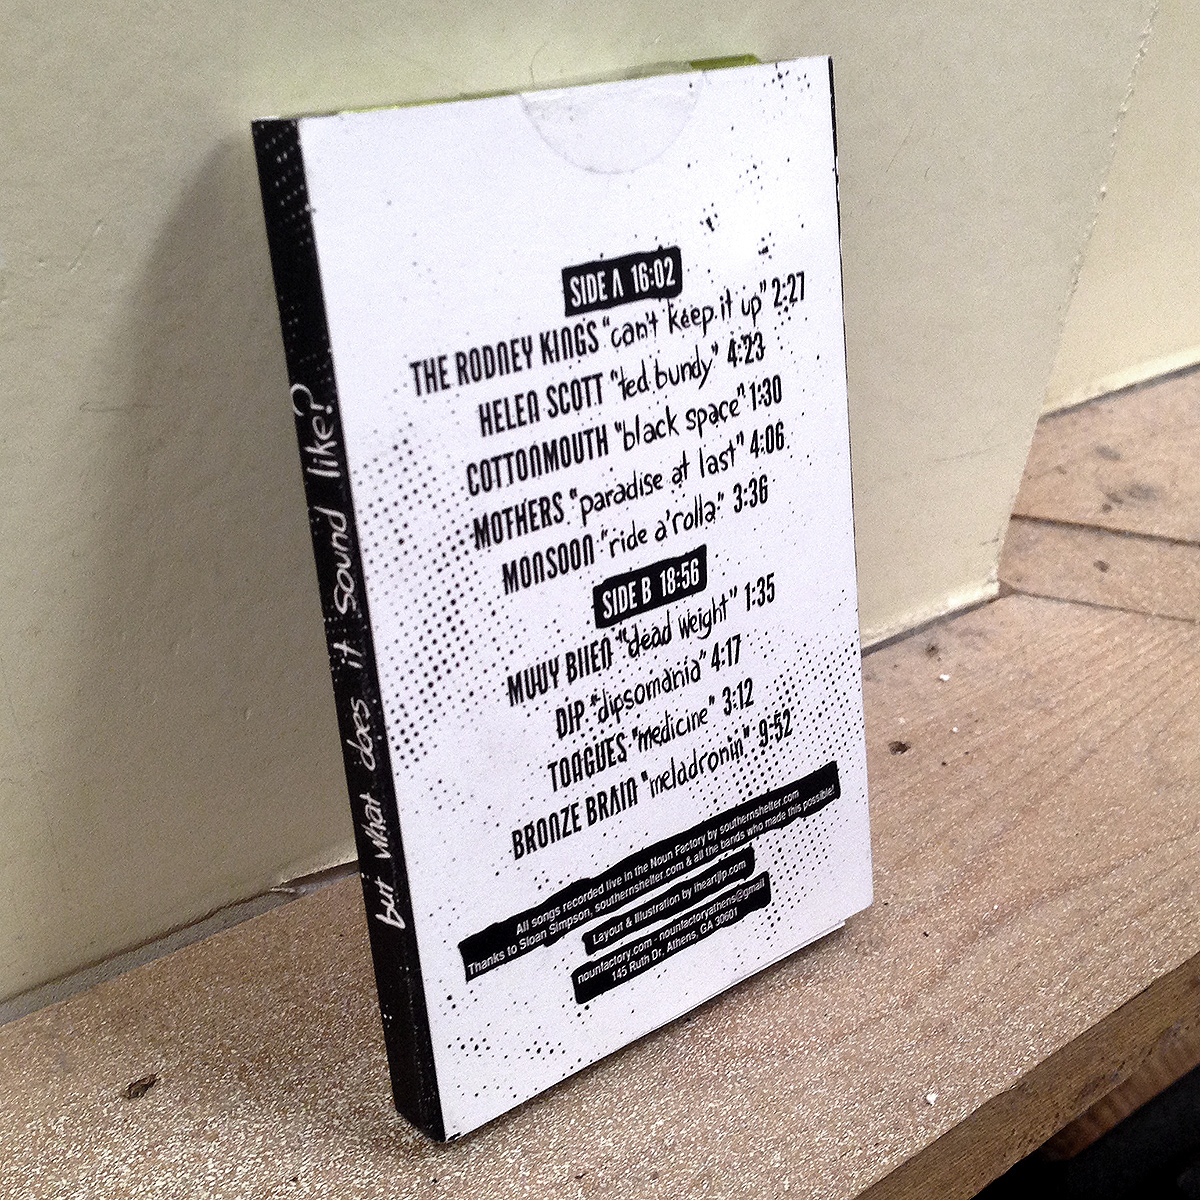 but what does it sound like?
SIDE A 16:02
THE RODNEY KINGS "can't keep it up" 2:27
HELEN SCOTT "ted bundy" 4:23
COTTONMOUTH "black space" 1:30
MOTHERS "paradise at last" 4:06
MONSOON "ride a'rolla" 3:36
SIDE B 18:56
MUUY BIIEN "dead weight" 1:35
DIP "dipsomania" 4:17
TONGUES "medicine" 3:12
BRONZE BRAIN "meladronin" 9:52
All songs recorded live in the Noun Factory by southernshelter.com
Thanks to Sloan Simpson, southernshelter.com & all the bands who made this possible!
Layout & Illustration by iheartjlp.com
nounfactory.com - nounfactoryathens@gmail
145 Ruth Dr, Athens, GA 30601